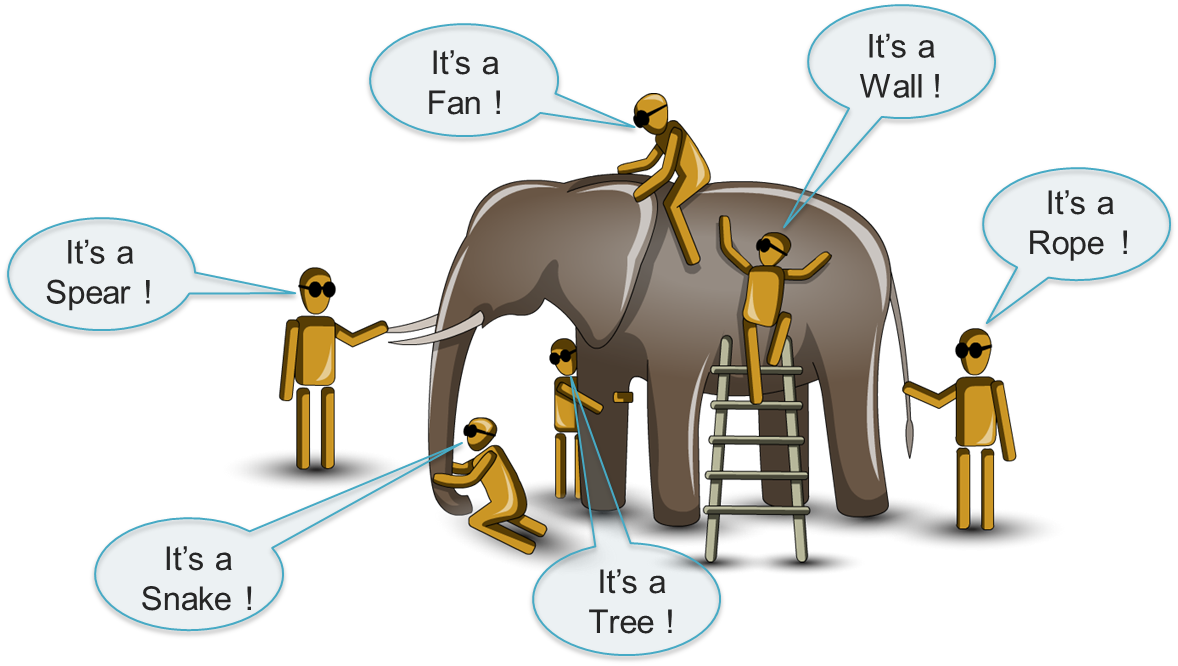 It’s a
Fan !
It’s a
Wall !
It’s a
Rope !
It’s a
Spear !
It’s a
Snake !
It’s a
Tree !